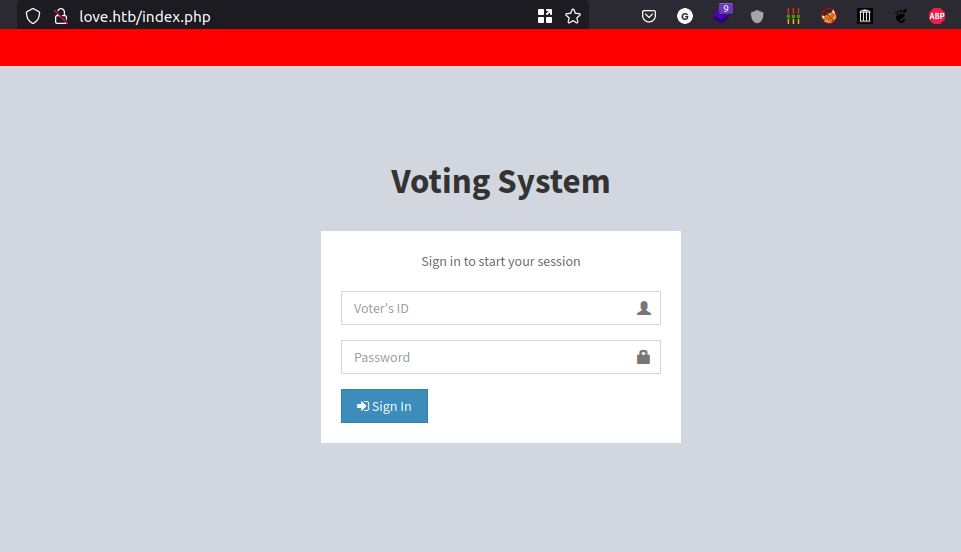 love.htb/index.php
G
9
ABP
Voting System
Sign in to start your session
Voter's ID
Password
Sign In